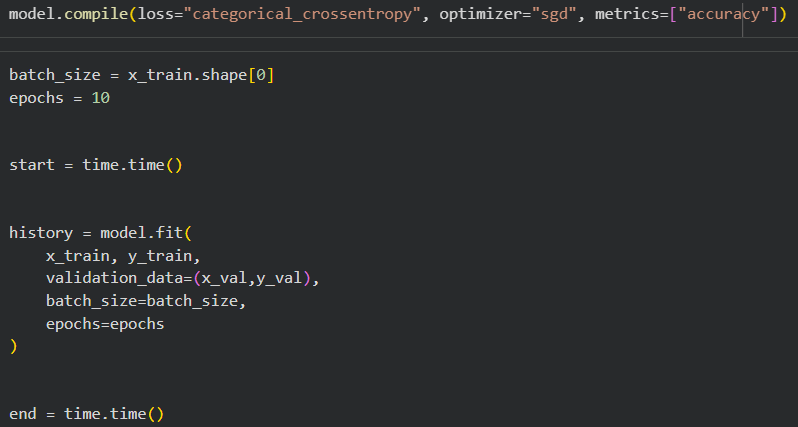 model.compile(loss="categorical_crossentropy", optimizer="sgd", metrics=["accuracy"])
batch_size = x_train.shape[0]
epochs = 10
start = time.time()
history = model.fit(
    x_train, y_train,
    validation_data=(x_val,y_val),
    batch_size=batch_size,
    epochs=epochs
)
end = time.time()